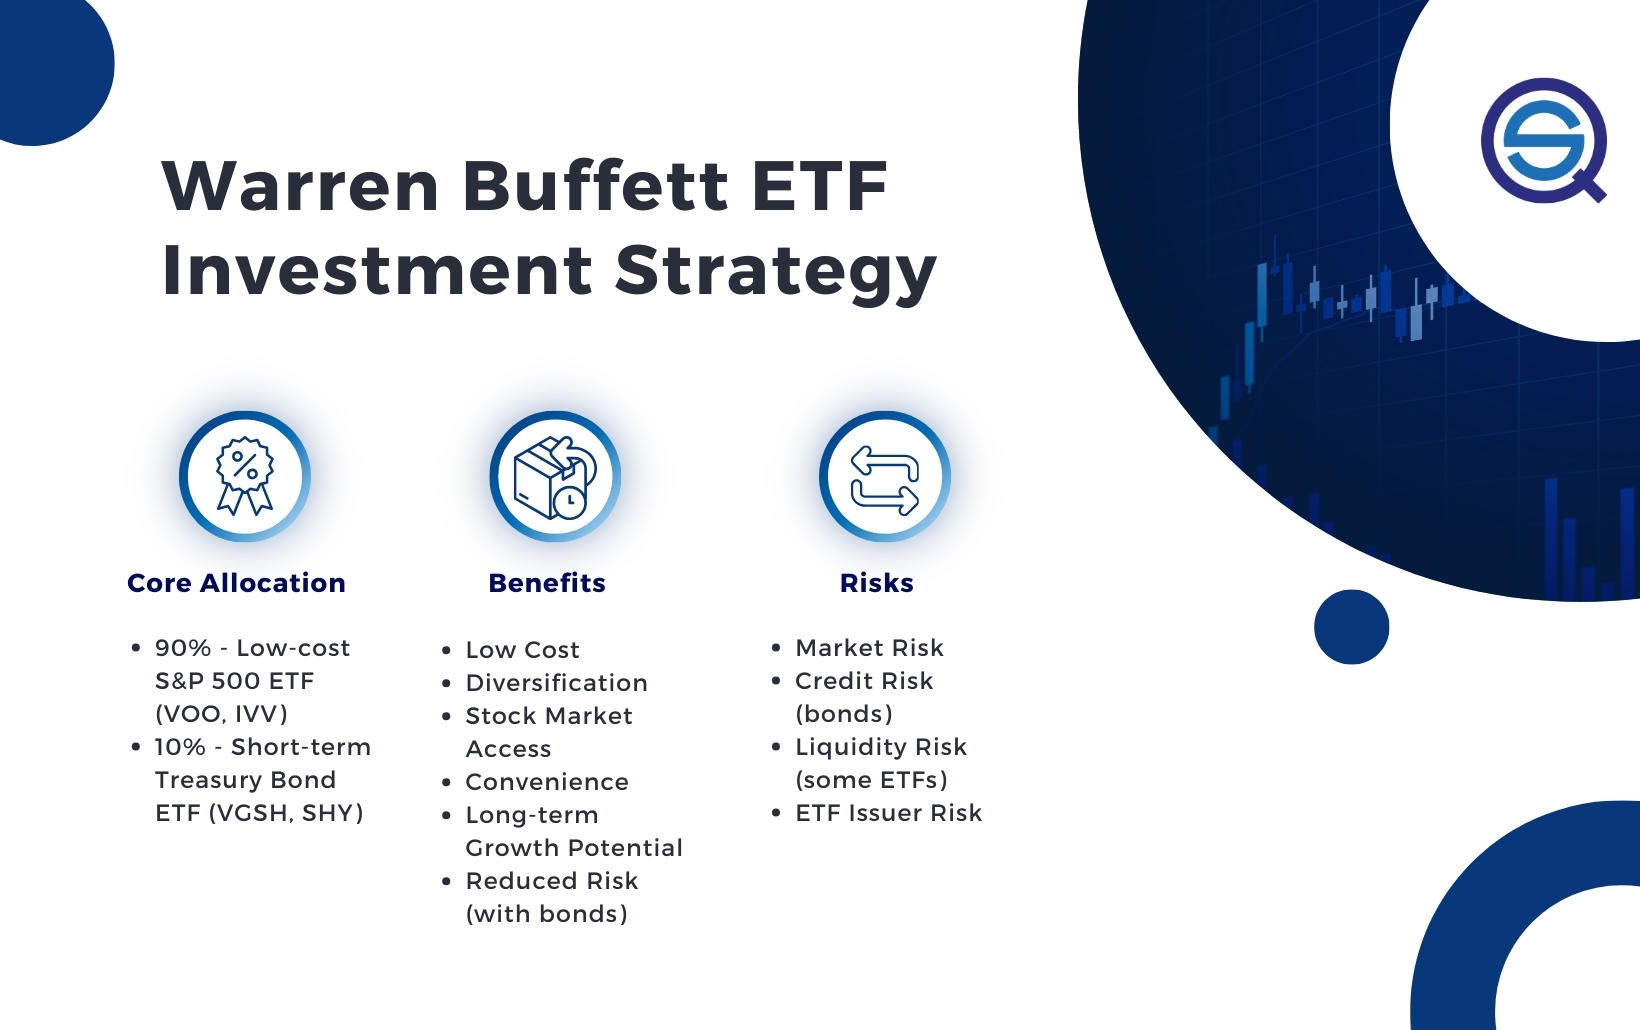 Warren Buffett ETF
Investment Strategy
Core Allocation
• 90% - Low-cost
S&P 500 ETF
(VOO, IVV)
• 10% - Short-term
Treasury Bond
ETF (VGSH, SHY)
Benefits
• Low Cost
• Diversification
• Stock Market
Access
• Convenience
• Long-term
Growth Potential
• Reduced Risk
(with bonds)
Risks
• Market Risk
• Credit Risk
(bonds)
• Liquidity Risk
(some ETFs)
• ETF Issuer Risk